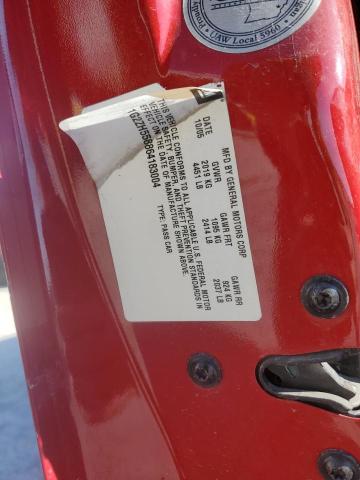 UAW Local 5960
MFD BY GENERAL MOTORS CORP
DATE GVWR GAWR FRT GAWR RR
10/05 2019 KG 1095 KG 924 KG
4451 LB 2414 LB 2037 LB
THIS VEHICLE CONFORMS TO ALL APPLICABLE U.S. FEDERAL MOTOR
VEHICLE SAFETY, BUMPER, AND THEFT PREVENTION STANDARDS IN
EFFECT ON THE DATE OF MANUFACTURE SHOWN ABOVE.
1G2ZH558864183004 TYPE: PASS CAR